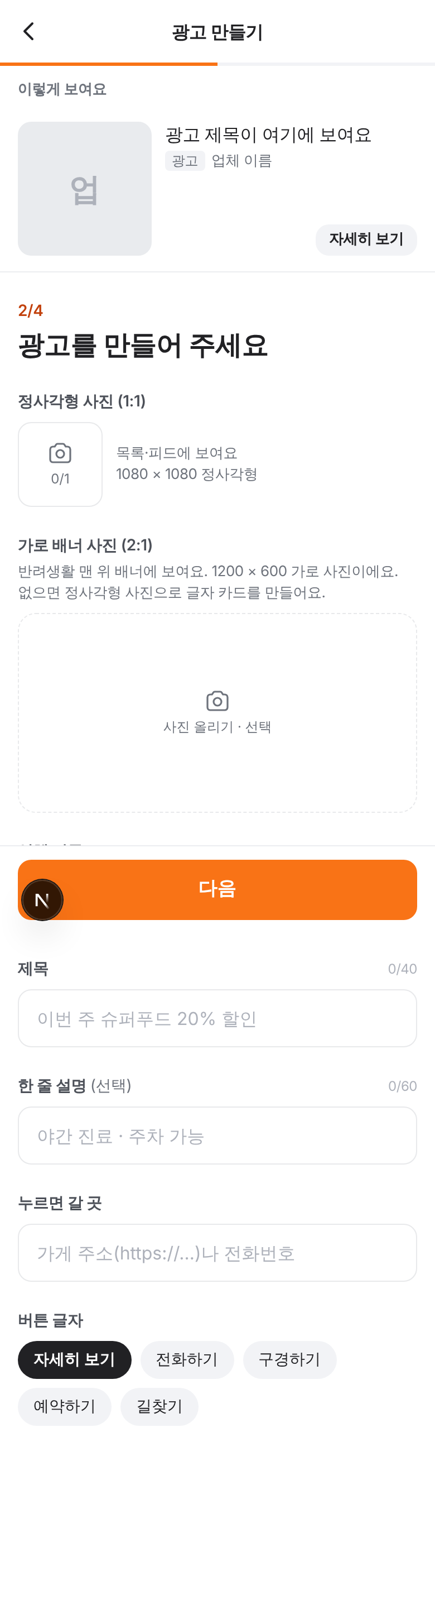 광고 만들기
이렇게 보여요
업
광고 제목이 여기에 보여요
광고 업체 이름
자세히 보기
2/4
광고를 만들어 주세요
정사각형 사진 (1:1)
0/1
목록·피드에 보여요
1080 × 1080 정사각형
가로 배너 사진 (2:1)
반려생활 맨 위 배너에 보여요. 1200 × 600 가로 사진이에요.
없으면 정사각형 사진으로 글자 카드를 만들어요.
사진 올리기 · 선택
다음
N
제목 0/40
이번 주 슈퍼푸드 20% 할인
한 줄 설명 (선택) 0/60
야간 진료 · 주차 가능
누르면 갈 곳
가게 주소(https://...)나 전화번호
버튼 글자
자세히 보기 전화하기 구경하기
예약하기 길찾기